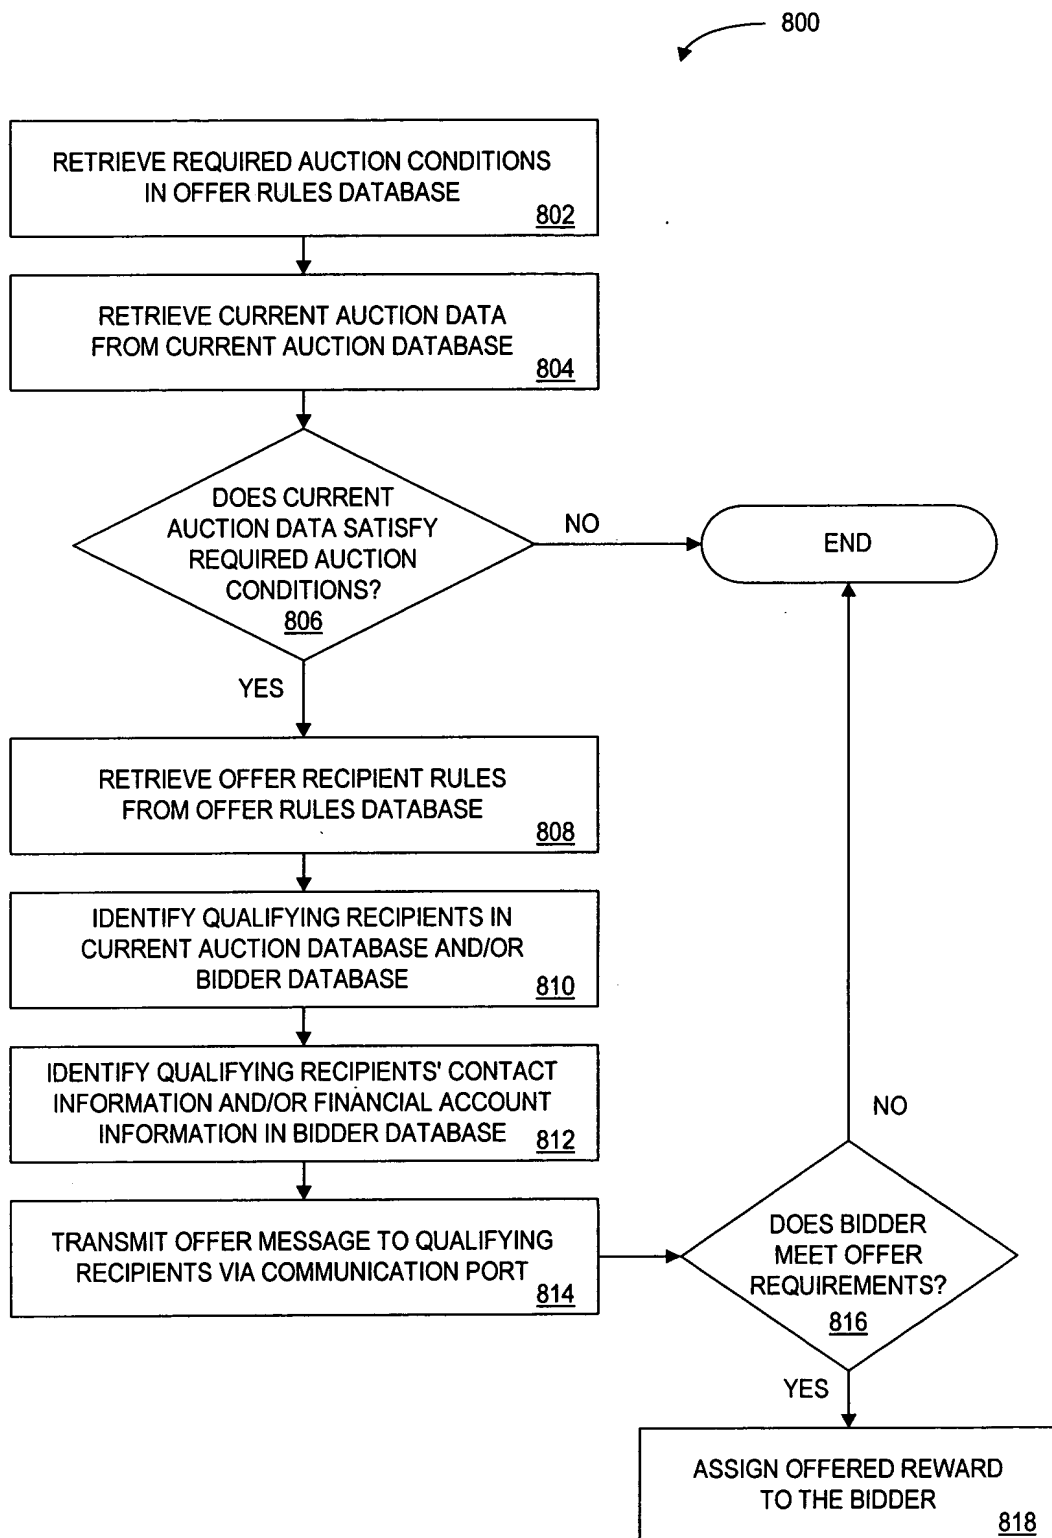 800
RETRIEVE REQUIRED AUCTION CONDITIONS
IN OFFER RULES DATABASE
802
RETRIEVE CURRENT AUCTION DATA
FROM CURRENT AUCTION DATABASE
804
DOES CURRENT
AUCTION DATA SATISFY
REQUIRED AUCTION
CONDITIONS?
806
NO
END
YES
RETRIEVE OFFER RECIPIENT RULES
FROM OFFER RULES DATABASE
808
IDENTIFY QUALIFYING RECIPIENTS IN
CURRENT AUCTION DATABASE AND/OR
BIDDER DATABASE
810
IDENTIFY QUALIFYING RECIPIENTS' CONTACT
INFORMATION AND/OR FINANCIAL ACCOUNT
INFORMATION IN BIDDER DATABASE
812
TRANSMIT OFFER MESSAGE TO QUALIFYING
RECIPIENTS VIA COMMUNICATION PORT
814
NO
DOES BIDDER
MEET OFFER
REQUIREMENTS?
816
YES
ASSIGN OFFERED REWARD
TO THE BIDDER
818